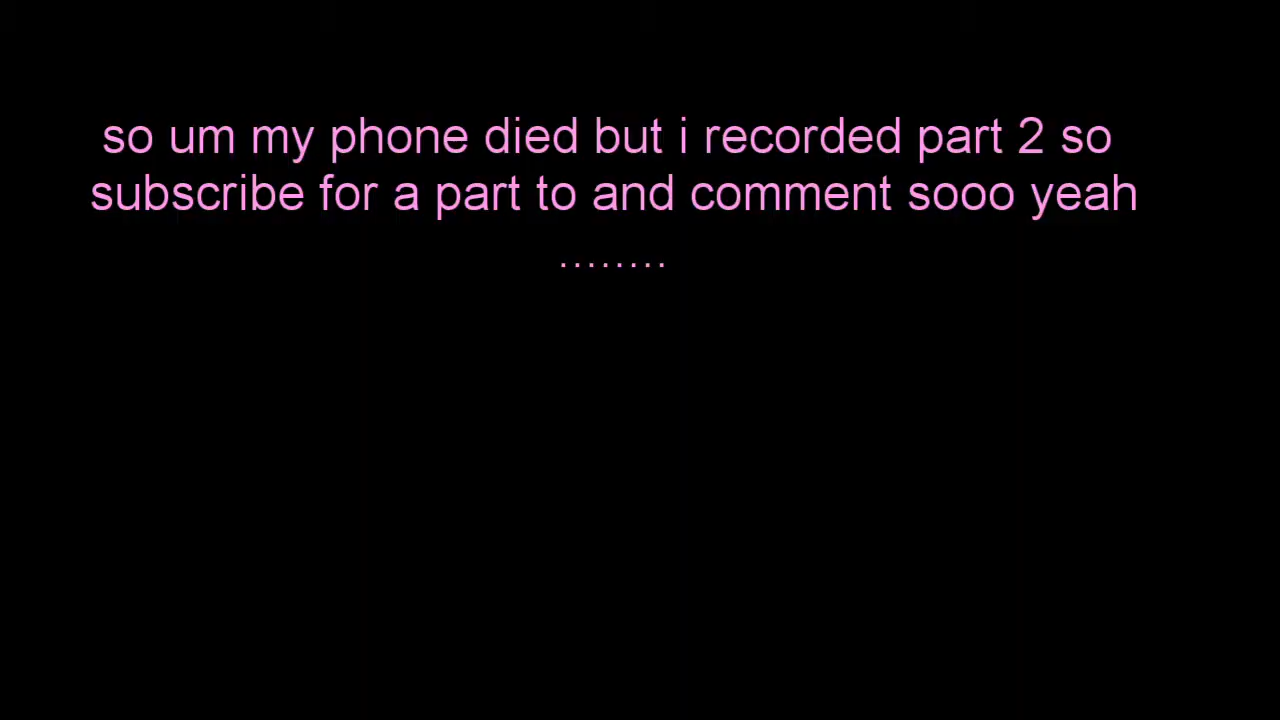 so um my phone died but i recorded part 2 so
subscribe for a part to and comment sooo yeah
........